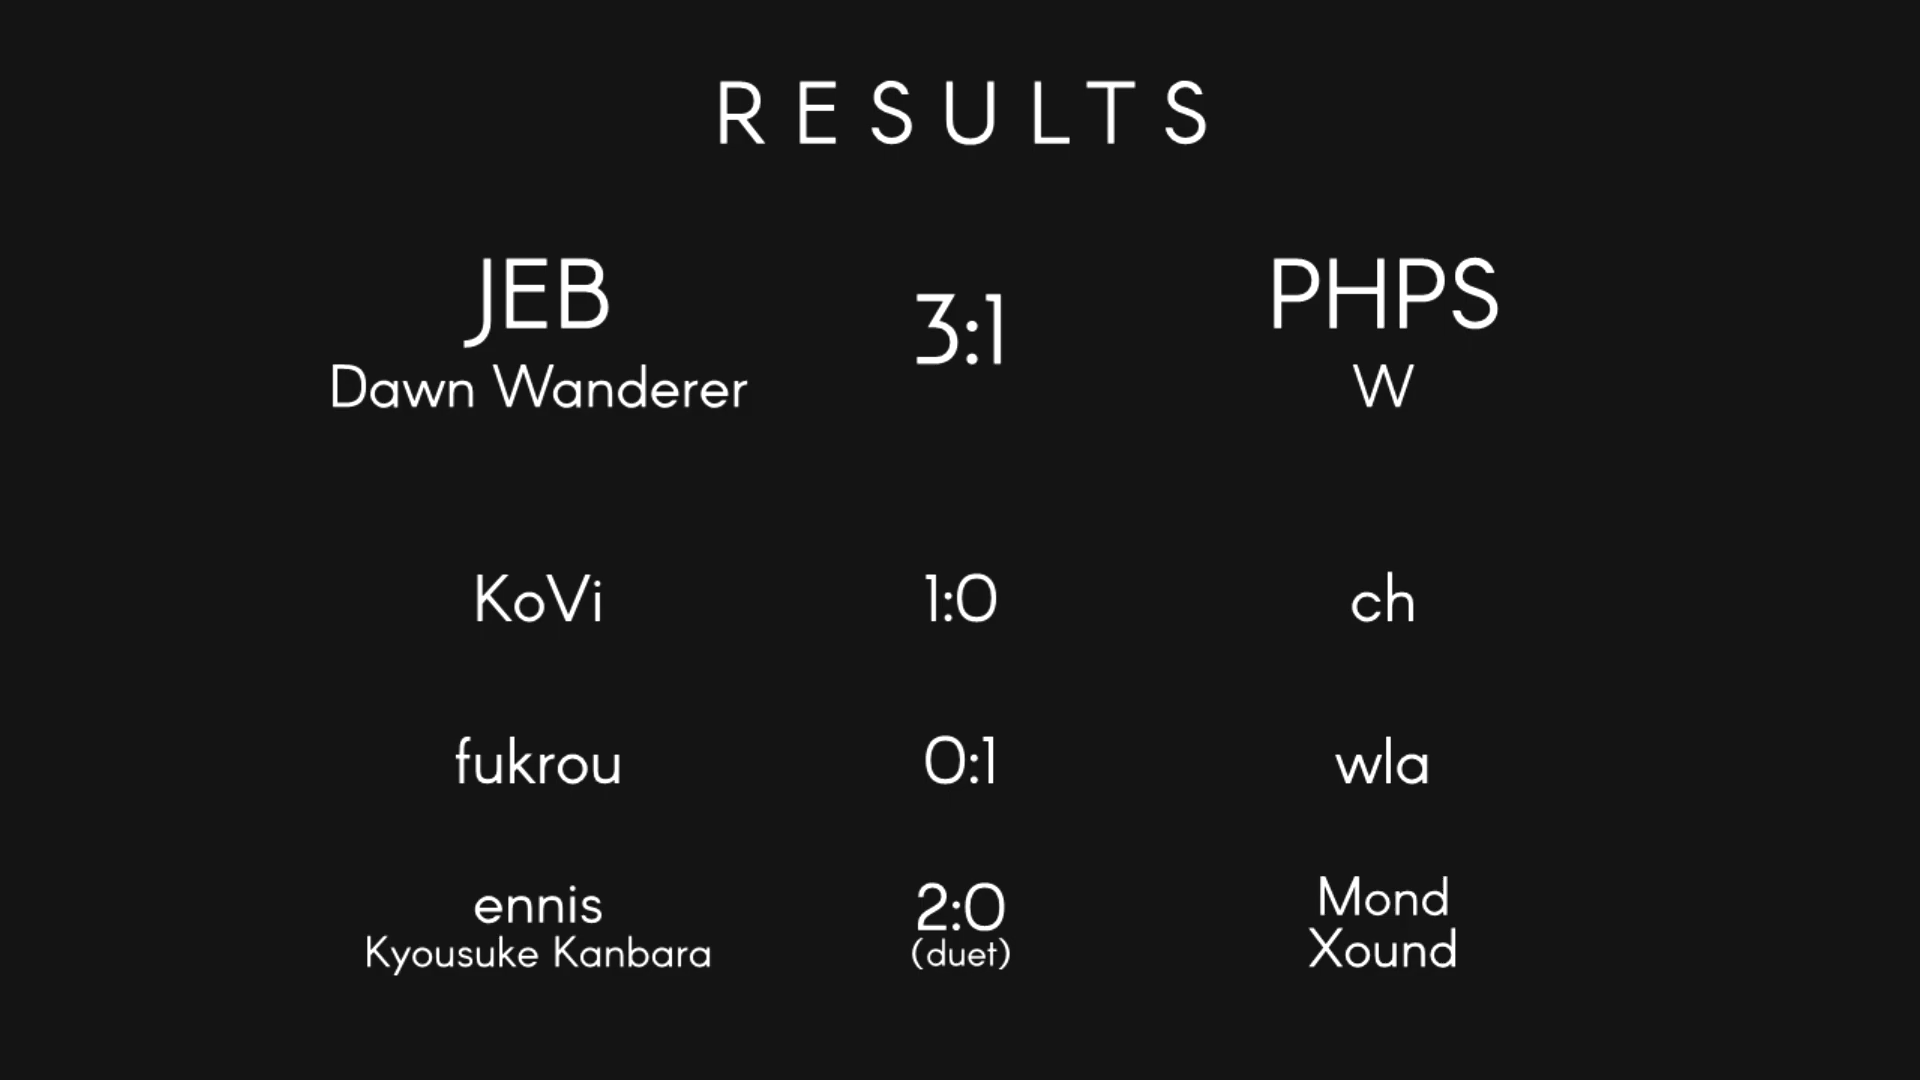 RESULTS
JEB 3:1 PHPS
Dawn Wanderer W
KoVi 1:0 ch
fukrou 0:1 wla
ennis 2:0 Mond
Kyousuke Kanbara (duet) Xound